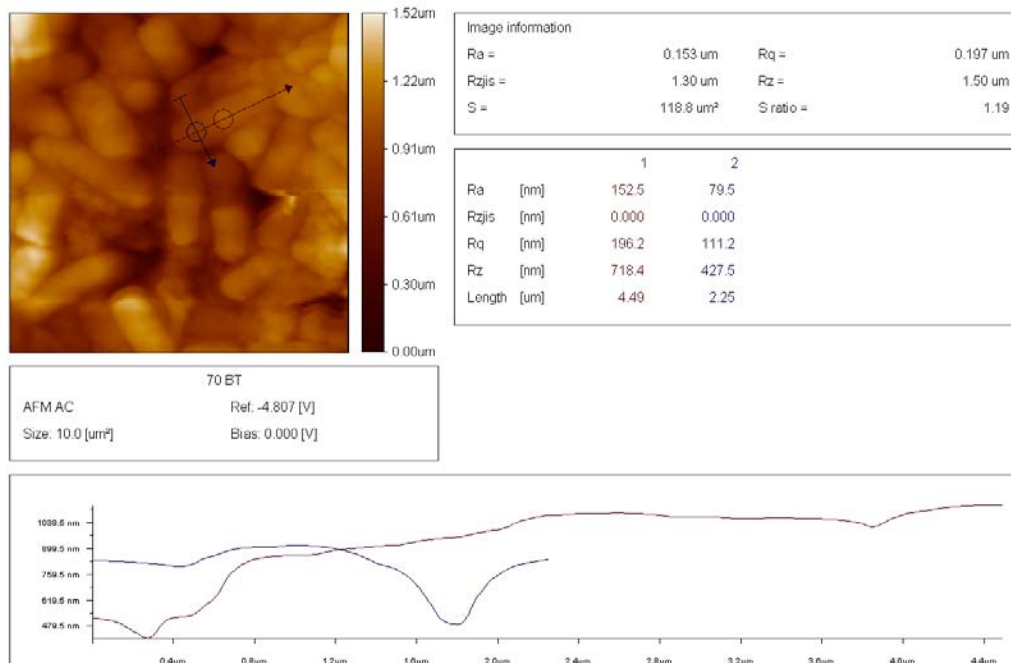 1.52um
1.22um
0.91um
0.61um
0.30um
0.00um
Image information
Ra = 0.153 um Rq = 0.197 um
Rzjis = 1.30 um Rz = 1.50 um
S = 118.8 um² S ratio = 1.19
1 2
Ra [nm] 152.5 79.5
Rzjis [nm] 0.000 0.000
Rq [nm] 196.2 111.2
Rz [nm] 718.4 427.5
Length [um] 4.49 2.25
70 BT
AFM AC Ref: -4.807 [V]
Size: 10.0 [um²] Bias: 0.000 [V]
1039.5 nm
899.5 nm
759.5 nm
619.5 nm
479.5 nm
0.4um 0.8um 1.2um 1.6um 2.0um 2.4um 2.8um 3.2um 3.6um 4.0um 4.4um